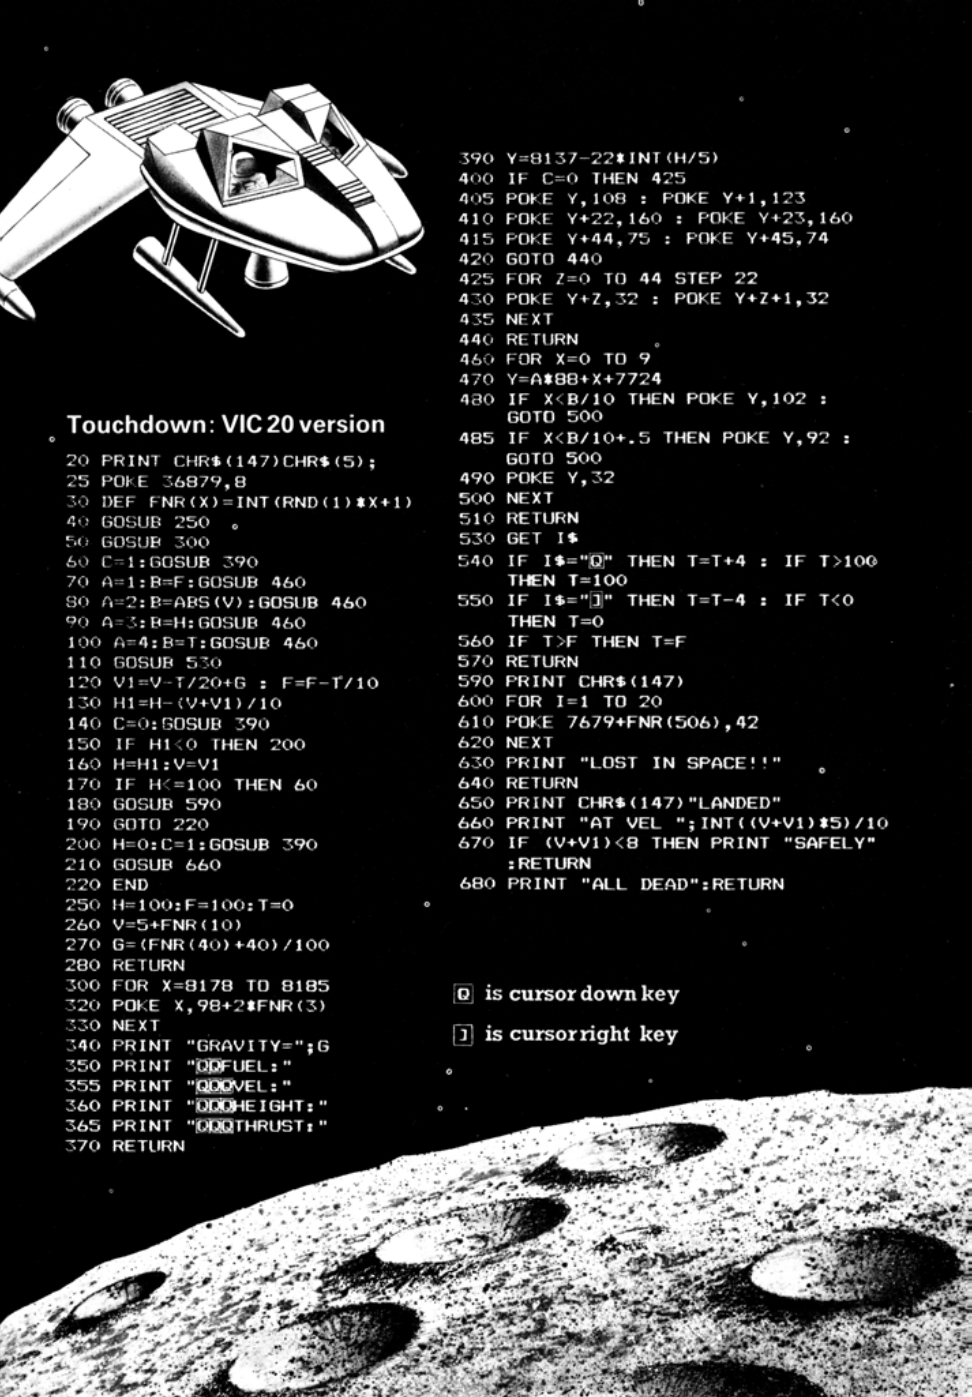 Touchdown: VIC 20 version
20 PRINT CHR$(147)CHR$(5);
25 POKE 36879,8
30 DEF FNR(X)=INT(RND(1)*X+1)
40 GOSUB 250
50 GOSUB 300
60 C=1:GOSUB 390
70 A=1:B=F:GOSUB 460
80 A=2:B=ABS(V):GOSUB 460
90 A=3:B=H:GOSUB 460
100 A=4:B=T:GOSUB 460
110 GOSUB 530
120 V1=V-T/20+G : F=F-T/10
130 H1=H-(V+V1)/10
140 C=0:GOSUB 390
150 IF H1<0 THEN 200
160 H=H1:V=V1
170 IF H<=100 THEN 60
180 GOSUB 590
190 GOTO 220
200 H=0:C=1:GOSUB 390
210 GOSUB 660
220 END
250 H=100:F=100:T=0
260 V=5+FNR(10)
270 G=(FNR(40)+40)/100
280 RETURN
300 FOR X=8178 TO 8185
320 POKE X,98+2*FNR(3)
330 NEXT
340 PRINT "GRAVITY=";G
350 PRINT "QQFUEL:"
355 PRINT "QQQVEL:"
360 PRINT "QQQHEIGHT:"
365 PRINT "QQQTHRUST:"
370 RETURN
390 Y=8137-22*INT(H/5)
400 IF C=0 THEN 425
405 POKE Y,108 : POKE Y+1,123
410 POKE Y+22,160 : POKE Y+23,160
415 POKE Y+44,75 : POKE Y+45,74
420 GOTO 440
425 FOR Z=0 TO 44 STEP 22
430 POKE Y+Z,32 : POKE Y+Z+1,32
435 NEXT
440 RETURN
460 FOR X=0 TO 9
470 Y=A*88+X+7724
480 IF X<B/10 THEN POKE Y,102 :
GOTO 500
485 IF X<B/10+.5 THEN POKE Y,92 :
GOTO 500
490 POKE Y,32
500 NEXT
510 RETURN
530 GET I$
540 IF I$="Q" THEN T=T+4 : IF T>100
THEN T=100
550 IF I$="]" THEN T=T-4 : IF T<0
THEN T=0
560 IF T>F THEN T=F
570 RETURN
590 PRINT CHR$(147)
600 FOR I=1 TO 20
610 POKE 7679+FNR(506),42
620 NEXT
630 PRINT "LOST IN SPACE!!"
640 RETURN
650 PRINT CHR$(147)"LANDED"
660 PRINT "AT VEL ";INT((V+V1)*5)/10
670 IF (V+V1)<8 THEN PRINT "SAFELY"
:RETURN
680 PRINT "ALL DEAD":RETURN
Q is cursor down key
] is cursor right key